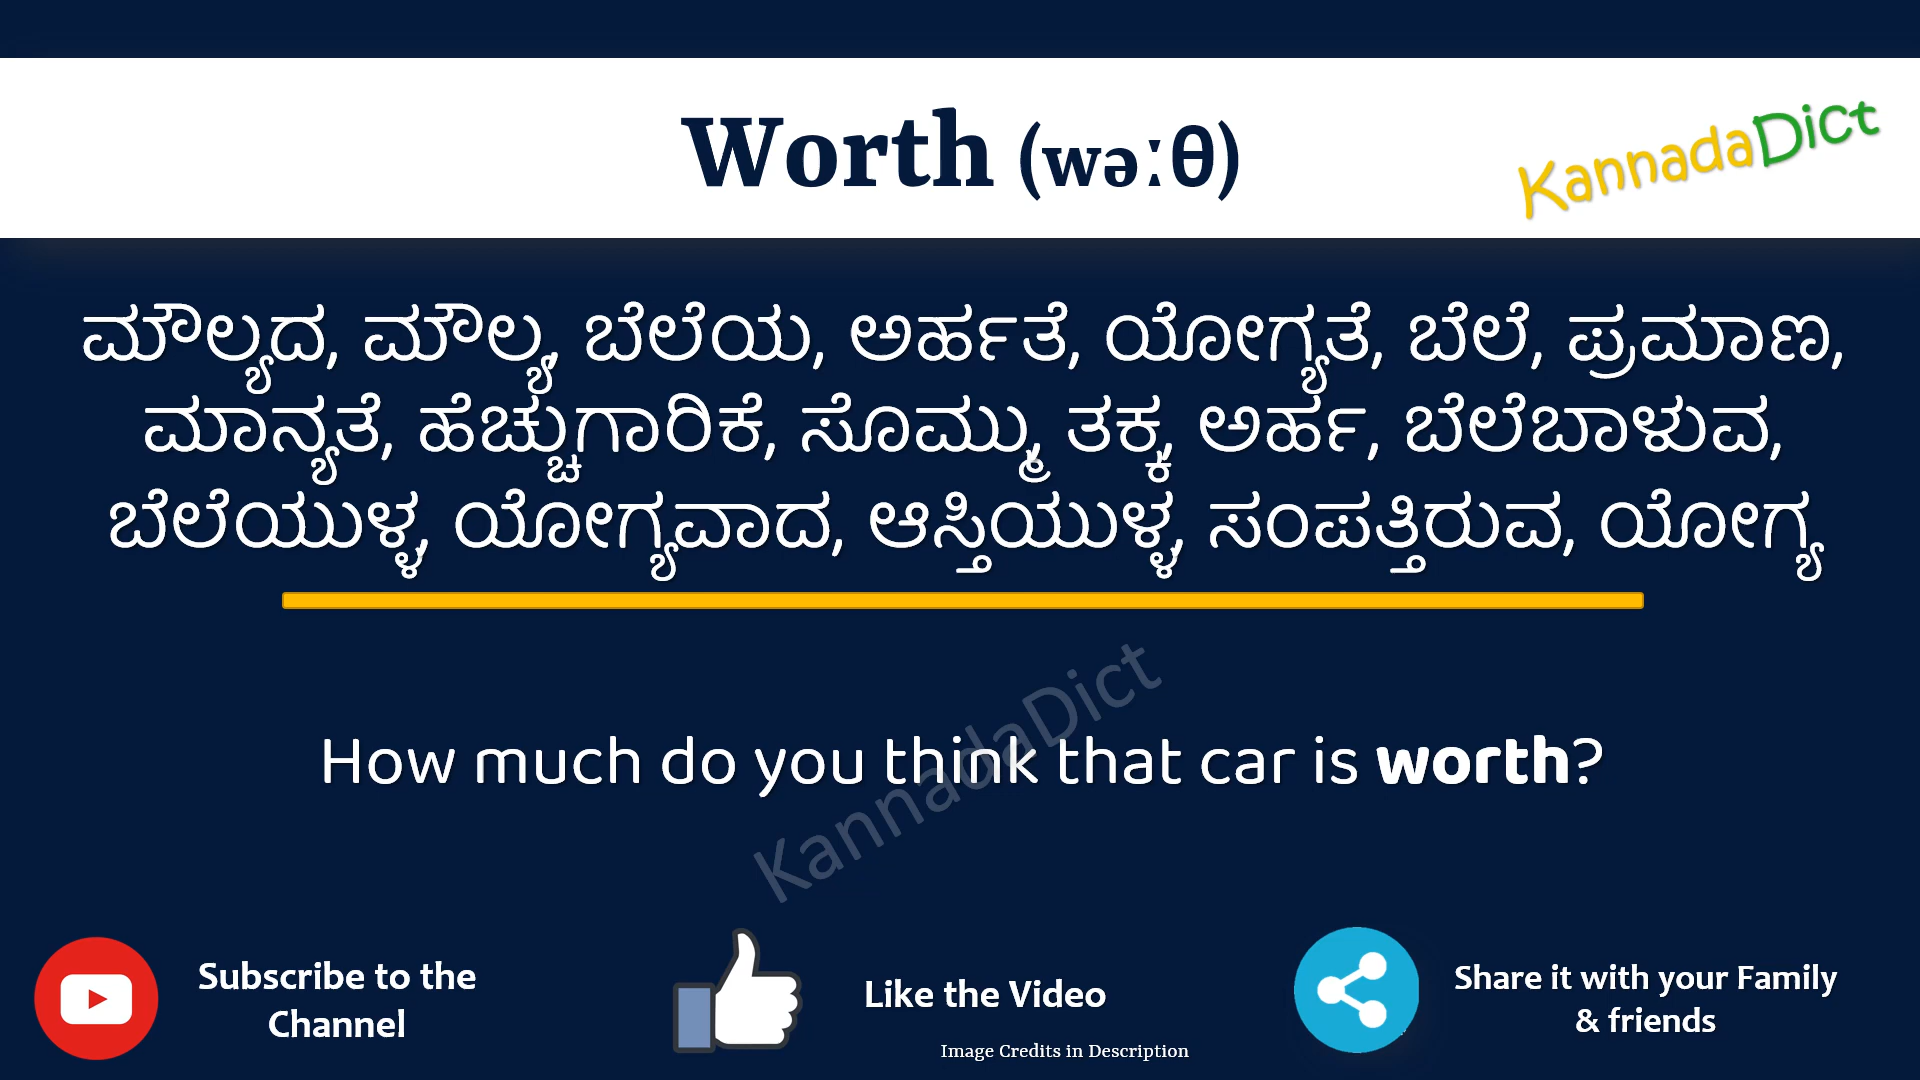 Worth (wəːθ)
KannadaDict
ಮೌಲ್ಯದ, ಮೌಲ್ಯ, ಬೆಲೆಯ, ಅರ್ಹತೆ, ಯೋಗ್ಯತೆ, ಬೆಲೆ, ಪ್ರಮಾಣ,
ಮಾನ್ಯತೆ, ಹೆಚ್ಚುಗಾರಿಕೆ, ಸೊಮ್ಮು, ತಕ್ಕ, ಅರ್ಹ, ಬೆಲೆಬಾಳುವ,
ಬೆಲೆಯುಳ್ಳ, ಯೋಗ್ಯವಾದ, ಆಸ್ತಿಯುಳ್ಳ, ಸಂಪತ್ತಿರುವ, ಯೋಗ್ಯ
KannadaDict
How much do you think that car is worth?
Subscribe to the
Channel
Like the Video
Share it with your Family
& friends
Image Credits in Description